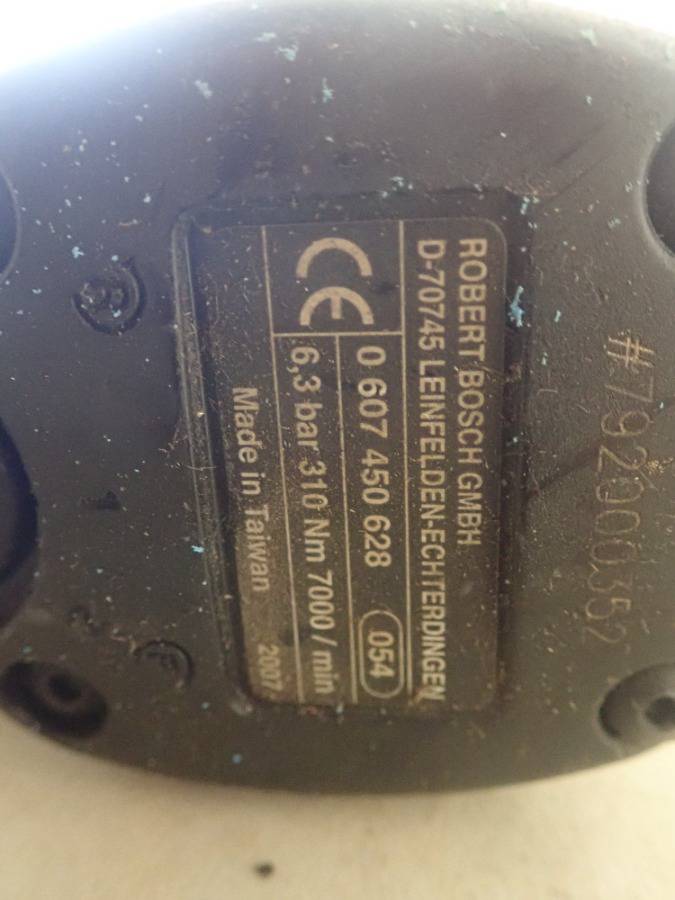 ROBERT BOSCH GMBH
D-70745 LEINFELDEN-ECHTERDINGEN
CE
0 607 450 628 054
6,3 bar 310 Nm 7000 / min
Made in Taiwan 2007
#792000352